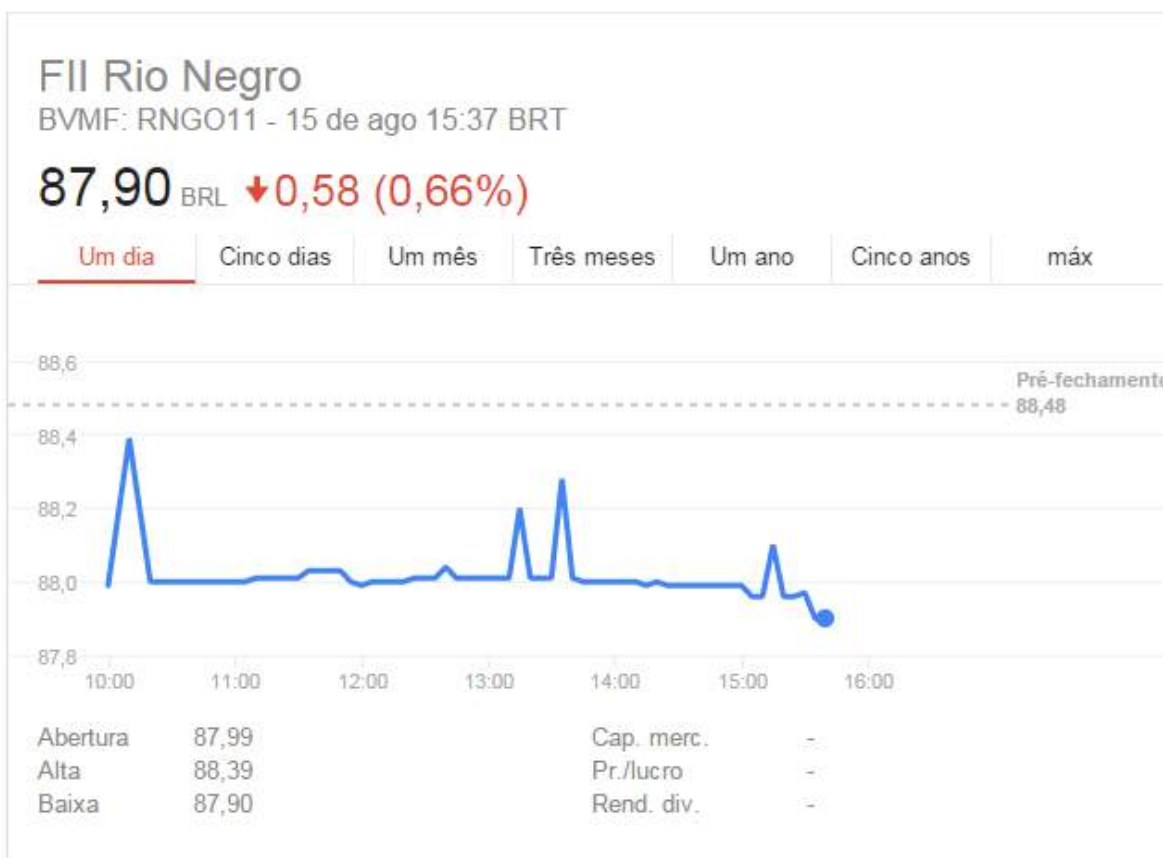 FII Rio Negro
BVMF: RNGO11 - 15 de ago 15:37 BRT
87,90 BRL 0,58 (0,66%)
Um dia Cinco dias Um mês Três meses Um ano Cinco anos máx
88,6
Pré-fechamento
88,48
88,4
88,2
88,0
87,8
10:00 11:00 12:00 13:00 14:00 15:00 16:00
Abertura 87,99 Cap. merc. -
Alta 88,39 Pr./lucro -
Baixa 87,90 Rend. div. -